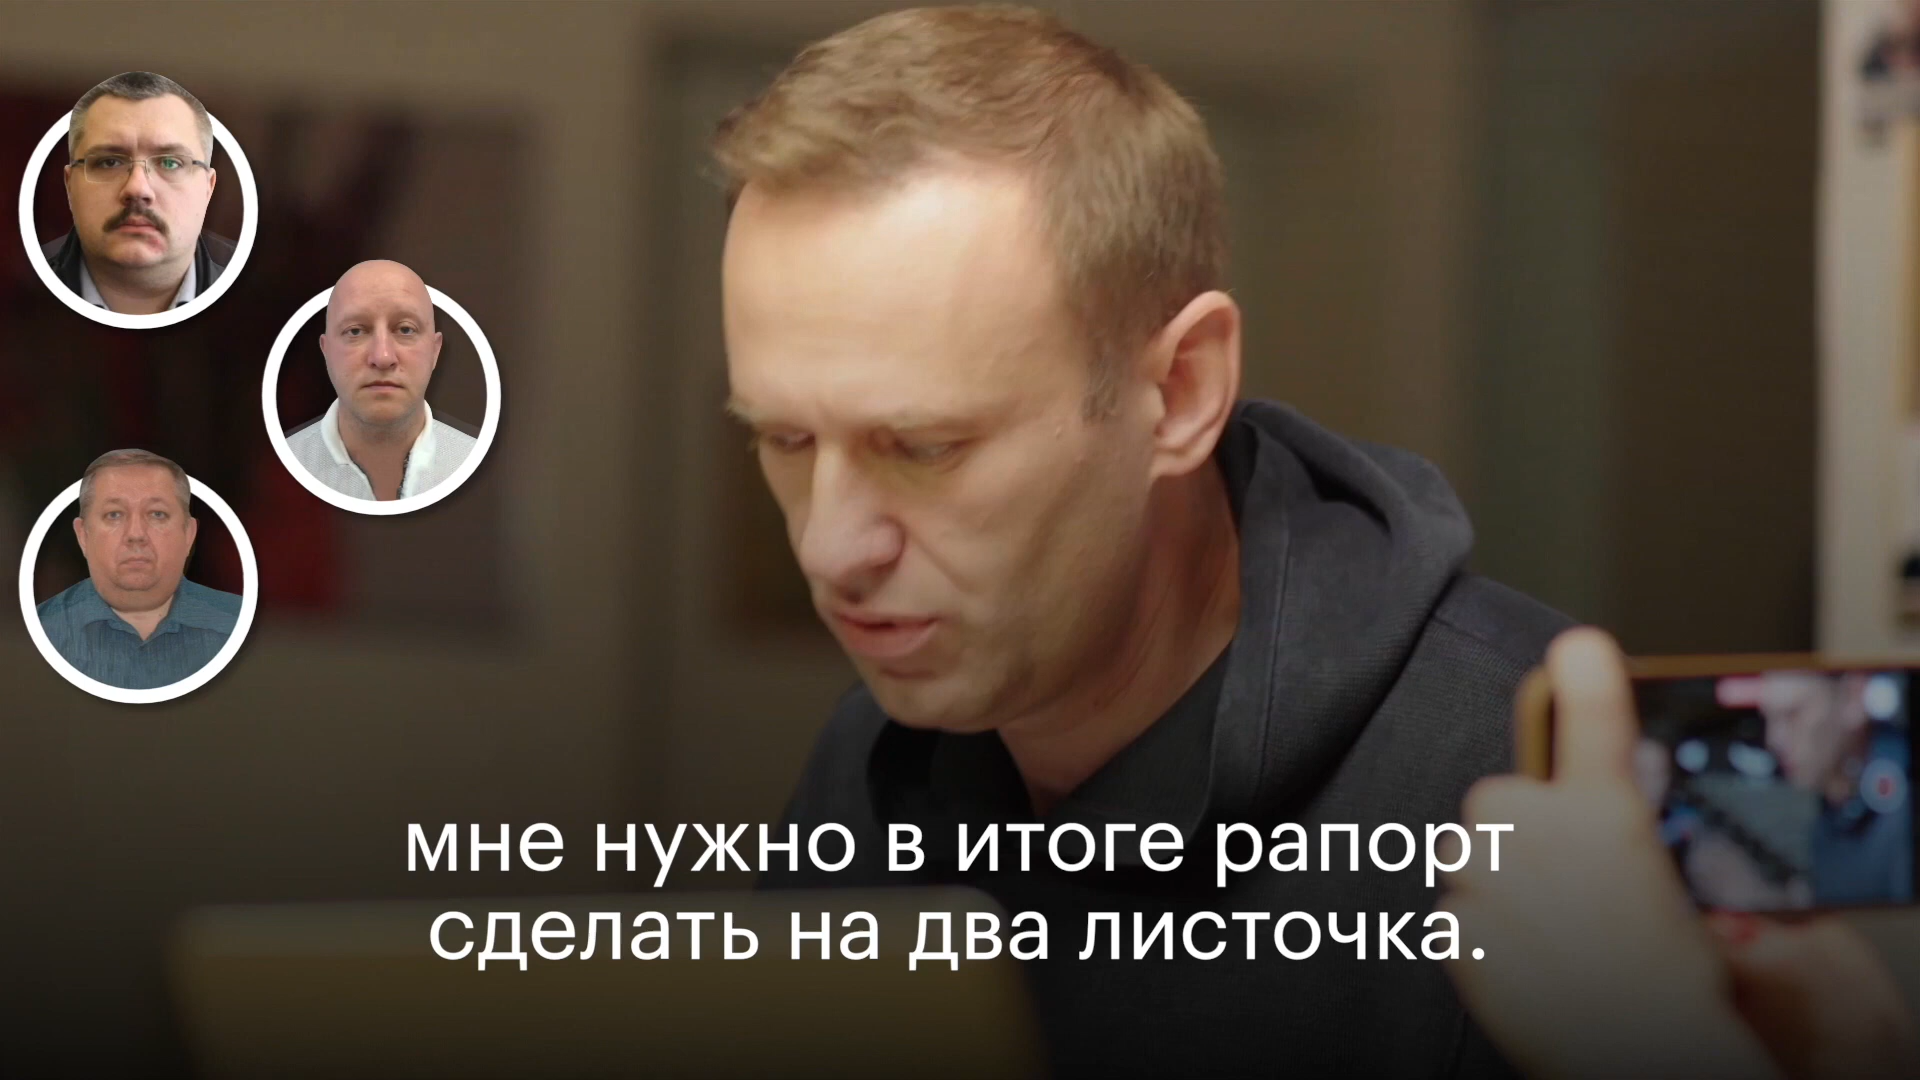 мне нужно в итоге рапорт
сделать на два листочка.